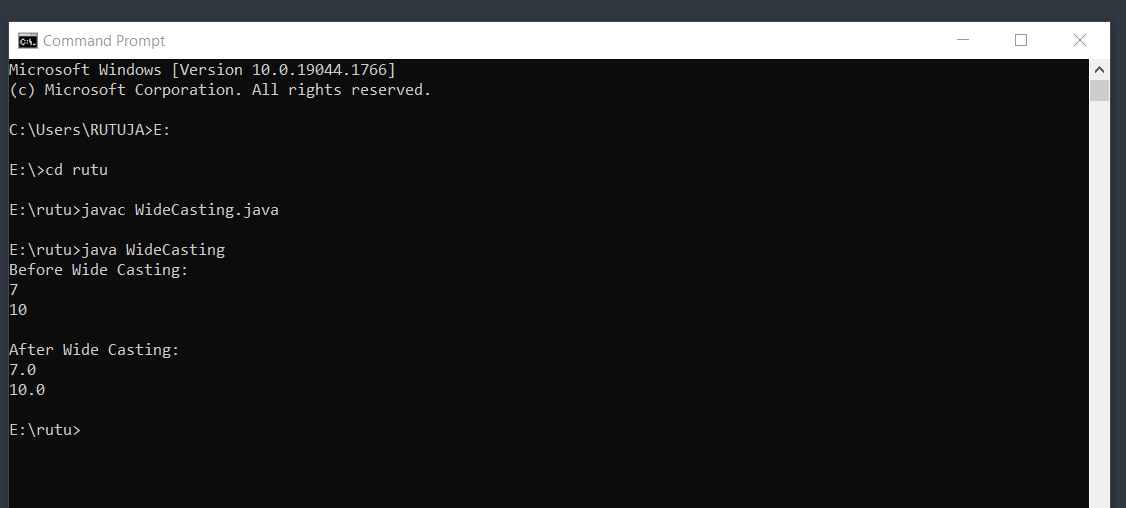 Command Prompt
Microsoft Windows [Version 10.0.19044.1766]
(c) Microsoft Corporation. All rights reserved.
C:\Users\RUTUJA>E:
E:\>cd rutu
E:\rutu>javac WideCasting.java
E:\rutu>java WideCasting
Before Wide Casting:
7
10
After Wide Casting:
7.0
10.0
E:\rutu>